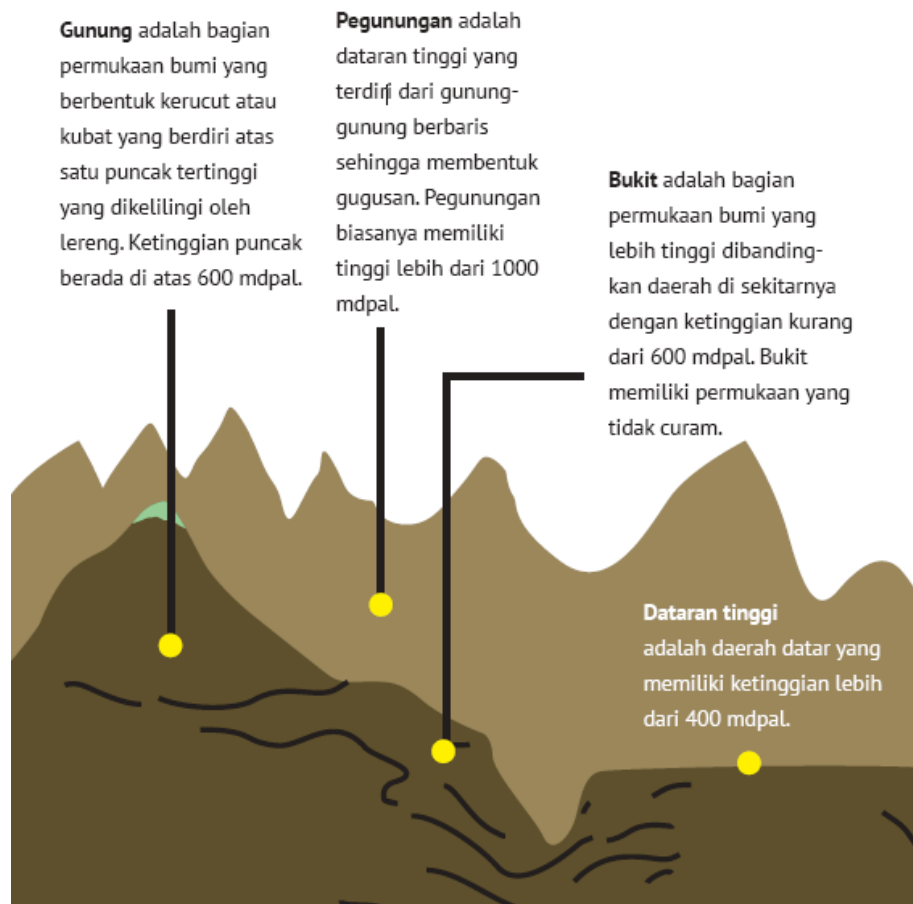 Gunung adalah bagian
permukaan bumi yang
berbentuk kerucut atau
kubat yang berdiri atas
satu puncak tertinggi
yang dikelilingi oleh
lereng. Ketinggian puncak
berada di atas 600 mdpal.
Pegunungan adalah
dataran tinggi yang
terdiri dari gunung-
gunung berbaris
sehingga membentuk
gugusan. Pegunungan
biasanya memiliki
tinggi lebih dari 1000
mdpal.
Bukit adalah bagian
permukaan bumi yang
lebih tinggi dibanding-
kan daerah di sekitarnya
dengan ketinggian kurang
dari 600 mdpal. Bukit
memiliki permukaan yang
tidak curam.
Dataran tinggi
adalah daerah datar yang
memiliki ketinggian lebih
dari 400 mdpal.